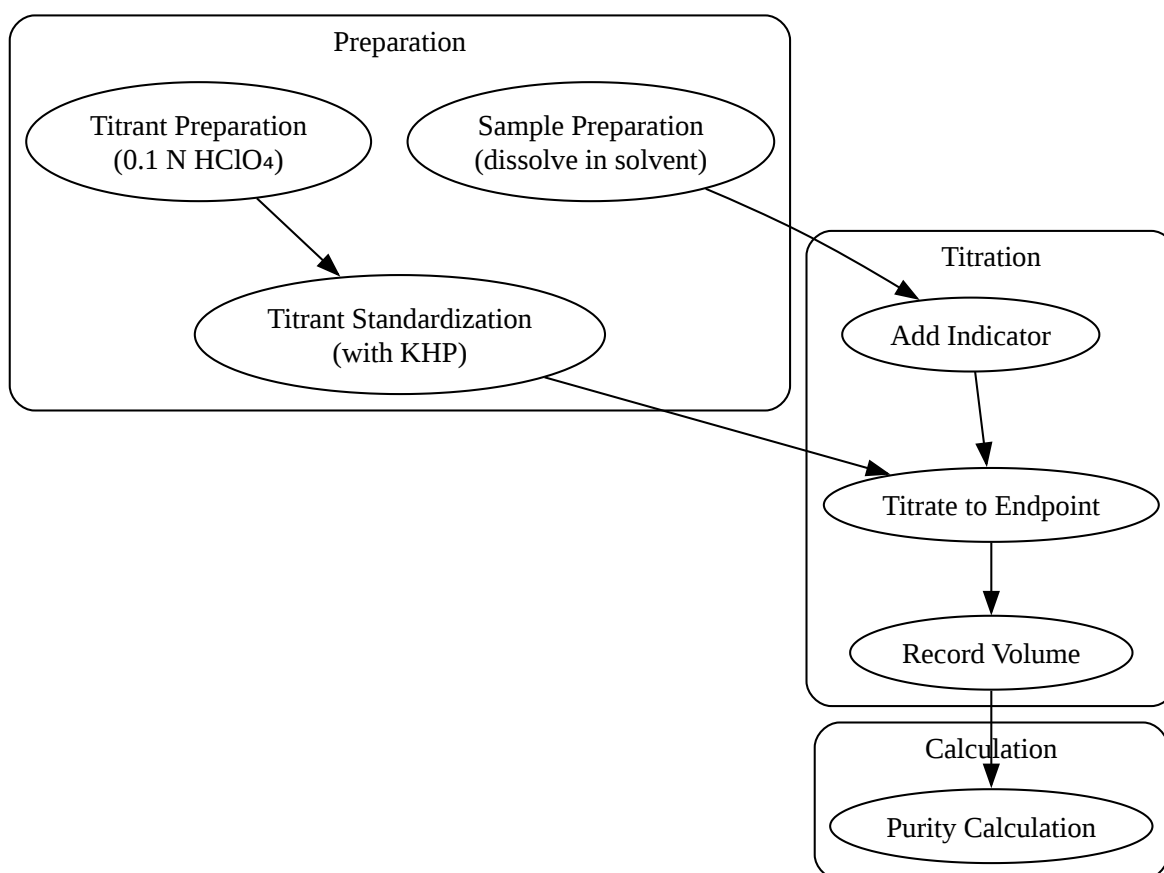 Preparation
Titrant Preparation
(0.1 N HClO₄)
Sample Preparation
(dissolve in solvent)
Titrant Standardization
(with KHP)
Titration
Add Indicator
Titrate to Endpoint
Record Volume
Calculation
Purity Calculation